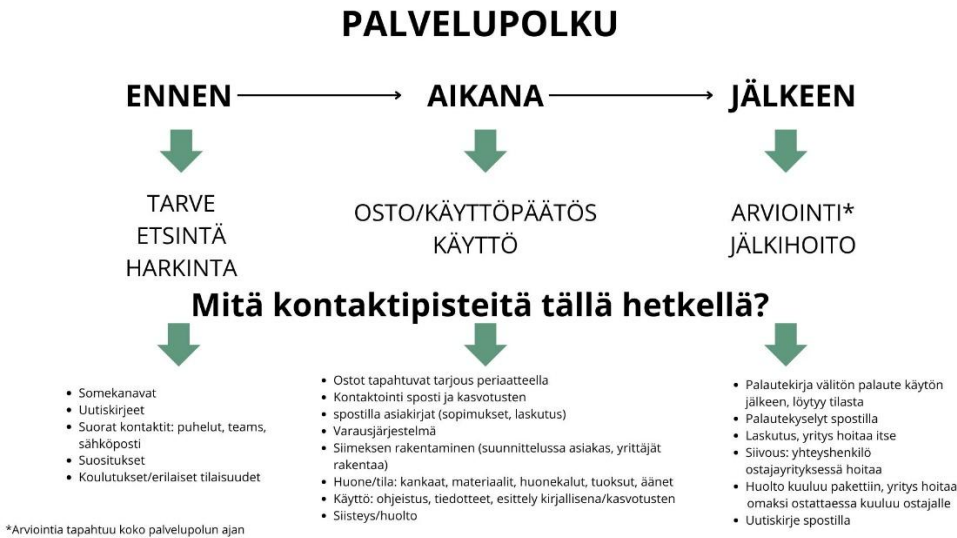 PALVELUPOLKU
ENNEN
AIKANA
JÄLKEEN
TARVE
ETSINTÄ
HARKINTA
OSTO/KÄYTTÖPÄÄTÖS
KÄYTTÖ
ARVIOINTI*
JÄLKIHOITO
Mitä kontaktipisteitä tällä hetkellä?
• Somekanavat
• Uutiskirjeet
• Suorat kontaktit: puhelut, teams,
sähköposti
• Suositukset
• Koulutukset/erilaiset tilaisuudet
• Ostot tapahtuvat tarjous periaatteella
• Kontaktointi sposti ja kasvotusten
• spostilla asiakirjat (sopimukset, laskutus)
• Varausjärjestelmä
• Siimeksen rakentaminen (suunnittelussa asiakas, yrittäjät
rakentaa)
• Huone/tila: kankaat, materiaalit, huonekalut, tuoksut, äänet
• Käyttö: ohjeistus, tiedotteet, esittely kirjallisena/kasvotusten
• Siisteys/huolto
• Palautekirja välitön palaute käytön
jälkeen, löytyy tilasta
• Palautekyselyt spostilla
• Laskutus, yritys hoitaa itse
• Siivous: yhteyshenkilö
ostajayrityksessä hoitaa
• Huolto kuuluu pakettiin, yritys hoitaa
omaksi ostattaessa kuuluu ostajalle
• Uutiskirje spostilla
*Arviointia tapahtuu koko palvelupolun ajan